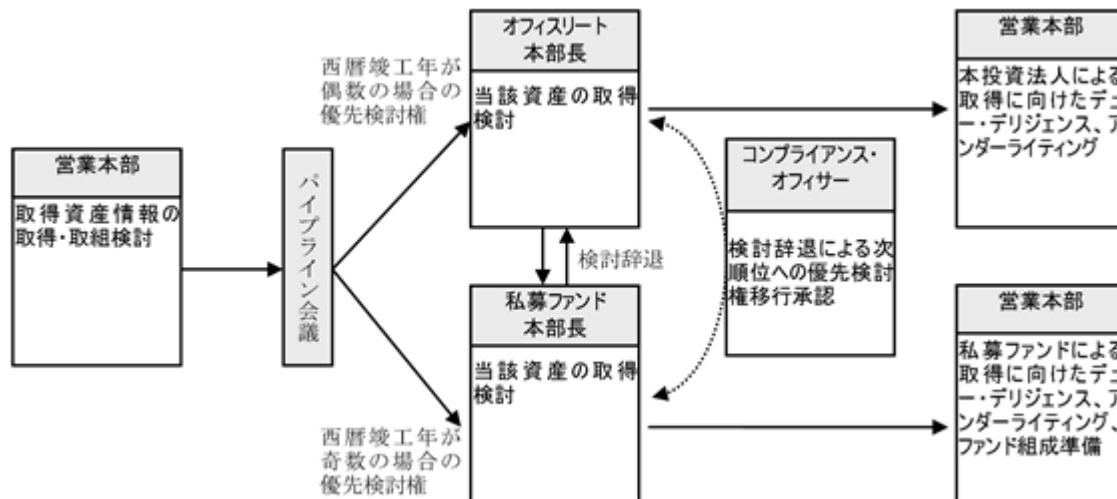 営業本部
取得資産情報の
取得・取組検討
パイプライン会議
西暦竣工年が
偶数の場合の
優先検討権
西暦竣工年が
奇数の場合の
優先検討権
オフィスリート
本部長
当該資産の取得
検討
検討辞退
私募ファンド
本部長
当該資産の取得
検討
コンプライアンス・
オフィサー
検討辞退による次
順位への優先検討
権移行承認
営業本部
本投資法人による
取得に向けたデュ
ー・デリジェンス、ア
ンダーライティング
営業本部
私募ファンドによる
取得に向けたデュ
ー・デリジェンス、ア
ンダーライティング、
ファンド組成準備